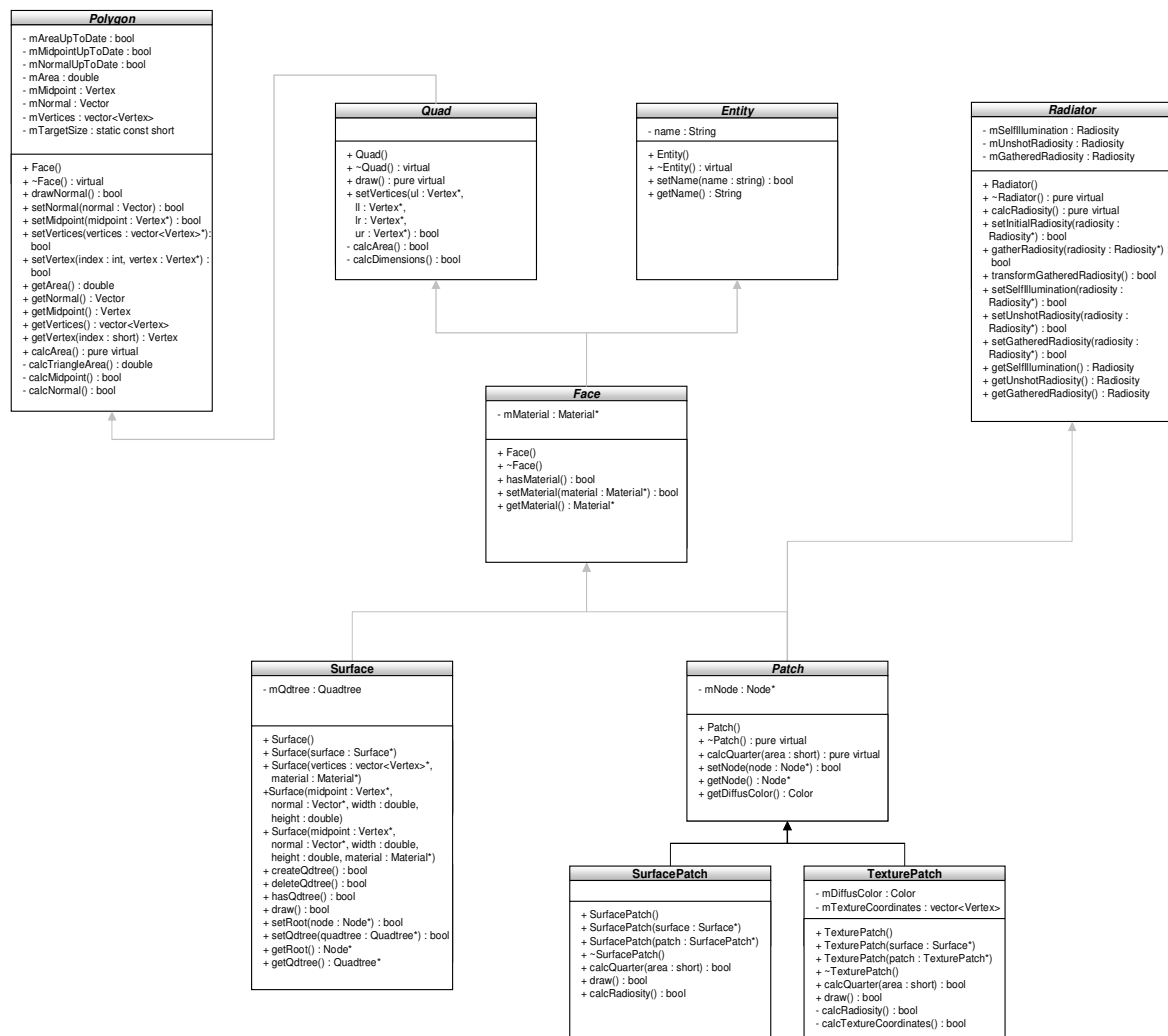 Polygon
- mAreaUpToDate : bool
- mMidpointUpToDate : bool
- mNormalUpToDate : bool
- mArea : double
- mMidpoint : Vertex
- mNormal : Vector
- mVertices : vector<Vertex>
- mTargetSize : static const short
+ Face()
+ ~Face() : virtual
+ drawNormal() : bool
+ setNormal(normal : Vector) : bool
+ setMidpoint(midpoint : Vertex*) : bool
+ setVertices(vertices : vector<Vertex>*):
bool
+ setVertex(index : int, vertex : Vertex*) :
bool
+ getArea() : double
+ getNormal() : Vector
+ getMidpoint() : Vertex
+ getVertices() : vector<Vertex>
+ getVertex(index : short) : Vertex
+ calcArea() : pure virtual
- calcTriangleArea() : double
- calcMidpoint() : bool
- calcNormal() : bool
Quad
+ Quad()
+ ~Quad() : virtual
+ draw() : pure virtual
+ setVertices(ul : Vertex*,
ll : Vertex*,
lr : Vertex*,
ur : Vertex*) : bool
- calcArea() : bool
- calcDimensions() : bool
Entity
- name : String
+ Entity()
+ ~Entity() : virtual
+ setName(name : string) : bool
+ getName() : String
Radiator
- mSelfIllumination : Radiosity
- mUnshotRadiosity : Radiosity
- mGatheredRadiosity : Radiosity
+ Radiator()
+ ~Radiator() : pure virtual
+ calcRadiosity() : pure virtual
+ setInitialRadiosity(radiosity :
Radiosity*) : bool
+ gatherRadiosity(radiosity : Radiosity*)
bool
+ transformGatheredRadiosity() : bool
+ setSelfIllumination(radiosity :
Radiosity*) : bool
+ setUnshotRadiosity(radiosity :
Radiosity*) : bool
+ setGatheredRadiosity(radiosity :
Radiosity*) : bool
+ getSelfIllumination() : Radiosity
+ getUnshotRadiosity() : Radiosity
+ getGatheredRadiosity() : Radiosity
Face
- mMaterial : Material*
+ Face()
+ ~Face()
+ hasMaterial() : bool
+ setMaterial(material : Material*) : bool
+ getMaterial() : Material*
Surface
- mQdtree : Quadtree
+ Surface()
+ Surface(surface : Surface*)
+ Surface(vertices : vector<Vertex>*,
material : Material*)
+Surface(midpoint : Vertex*,
normal : Vector*, width : double,
height : double)
+ Surface(midpoint : Vertex*,
normal : Vector*, width : double,
height : double, material : Material*)
+ createQdtree() : bool
+ deleteQdtree() : bool
+ hasQdtree() : bool
+ draw() : bool
+ setRoot(node : Node*) : bool
+ setQdtree(quadtree : Quadtree*) : bool
+ getRoot() : Node*
+ getQdtree() : Quadtree*
Patch
- mNode : Node*
+ Patch()
+ ~Patch() : pure virtual
+ calcQuarter(area : short) : pure virtual
+ setNode(node : Node*) : bool
+ getNode() : Node*
+ getDiffusColor() : Color
SurfacePatch
+ SurfacePatch()
+ SurfacePatch(surface : Surface*)
+ SurfacePatch(patch : SurfacePatch*)
+ ~SurfacePatch()
+ calcQuarter(area : short) : bool
+ draw() : bool
+ calcRadiosity() : bool
TexturePatch
- mDiffusColor : Color
- mTextureCoordinates : vector<Vertex>
+ TexturePatch()
+ TexturePatch(surface : Surface*)
+ TexturePatch(patch : TexturePatch*)
+ ~TexturePatch()
+ calcQuarter(area : short) : bool
+ draw() : bool
- calcRadiosity() : bool
- calcTextureCoordinates() : bool